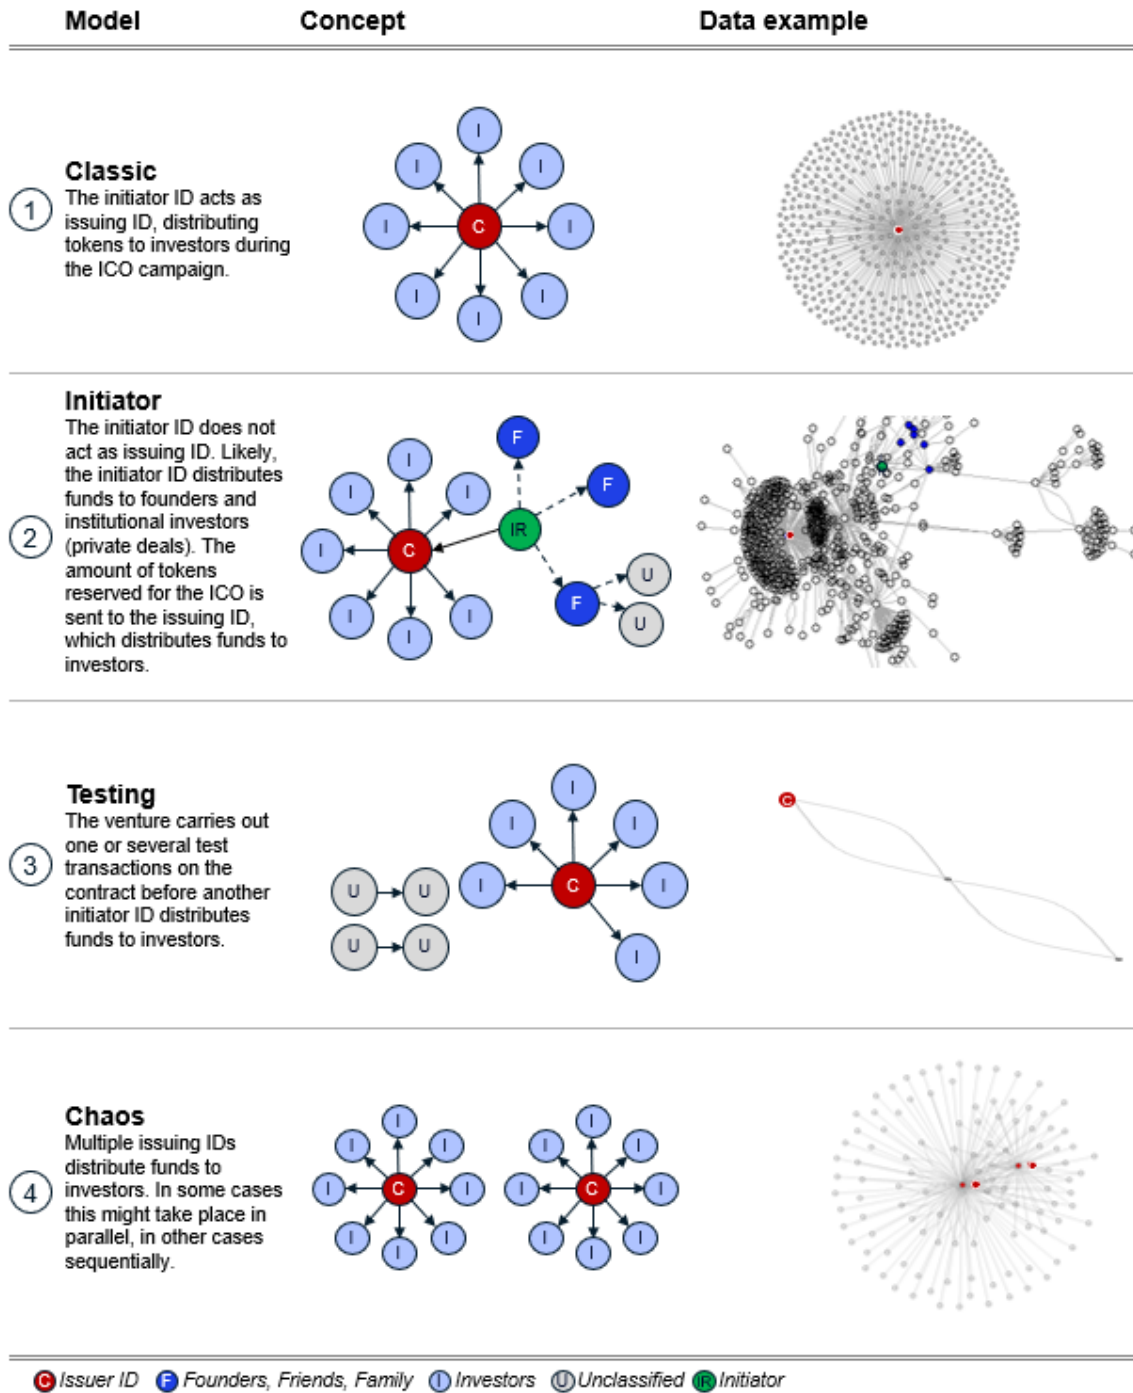 Model Concept Data example
Classic
The initiator ID acts as
issuing ID, distributing
tokens to investors during
the ICO campaign.
1
I
I I
I C I
I I
I
Initiator
The initiator ID does not
act as issuing ID. Likely,
the initiator ID distributes
funds to founders and
institutional investors
(private deals). The
amount of tokens
reserved for the ICO is
sent to the issuing ID,
which distributes funds to
investors.
2
F
I
I I F
IR
I C
U
F
I I U
I
Testing
The venture carries out
one or several test
transactions on the
contract before another
initiator ID distributes
funds to investors.
3
I
I I
U U I C I
U U
I
C
Chaos
Multiple issuing IDs
distribute funds to
investors. In some cases
this might take place in
parallel, in other cases
sequentially.
4
I I
I I I I
I C I I C I
I I I I
I I
C Issuer ID F Founders, Friends, Family I Investors U Unclassified IR Initiator